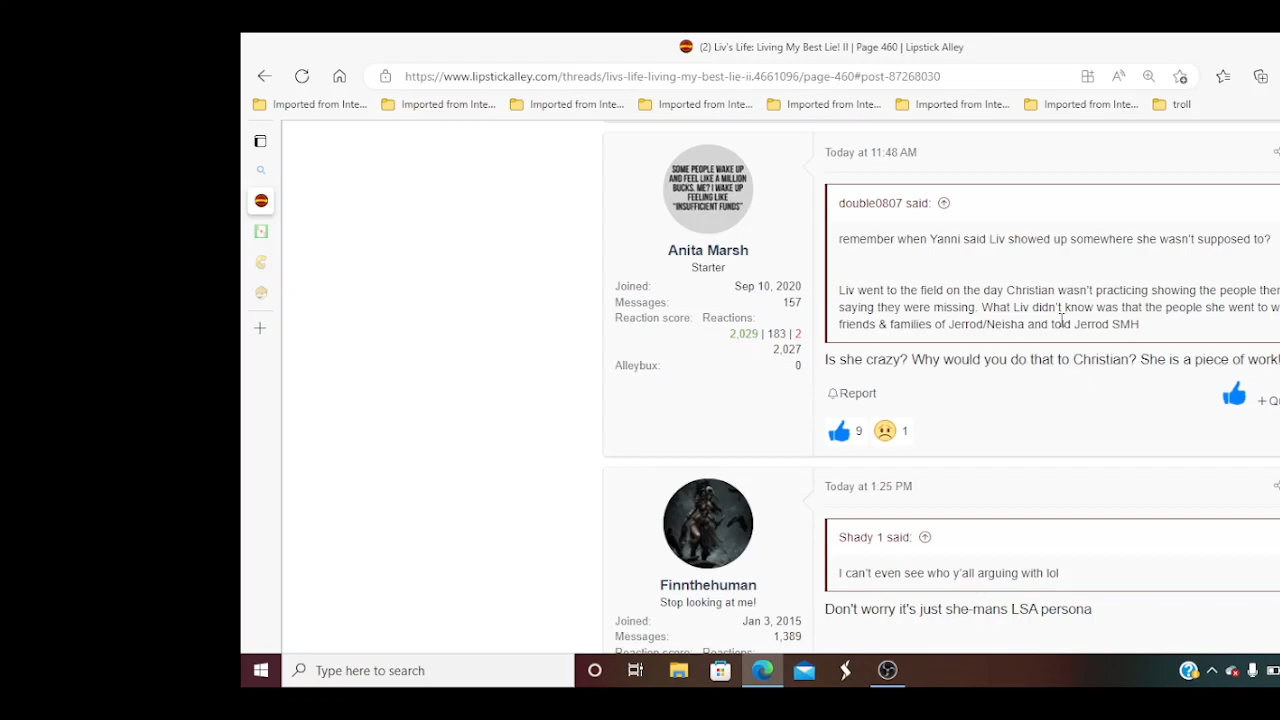 (2) Liv's Life: Living My Best Lie! II | Page 460 | Lipstick Alley
https://www.lipstickalley.com/threads/livs-life-living-my-best-lie-ii.4661096/page-460#post-87268030
Imported from Inte... Imported from Inte... Imported from Inte... Imported from Inte... Imported from Inte... Imported from Inte... Imported from Inte... troll
SOME PEOPLE WAKE UP
AND FEEL LIKE A MILLION
BUCKS. ME? I WAKE UP
FEELING LIKE
"INSUFFICIENT FUNDS"
Anita Marsh
Starter
Joined: Sep 10, 2020
Messages: 157
Reaction score: Reactions:
2,029 | 183 | 2
2,027
Alleybux: 0
Today at 11:48 AM
double0807 said:
remember when Yanni said Liv showed up somewhere she wasn't supposed to?
Liv went to the field on the day Christian wasn't practicing showing the people
saying they were missing. What Liv didn't know was that the people she went to
friends & families of Jerrod/Neisha and told Jerrod SMH
Is she crazy? Why would you do that to Christian? She is a piece of work!
Report
+ Qu
9 1
Finnthehuman
Stop looking at me!
Joined: Jan 3, 2015
Messages: 1,389
Reaction score: Reactions:
Today at 1:25 PM
Shady 1 said:
I can't even see who y'all arguing with lol
Don't worry it's just she-mans LSA persona
Type here to search